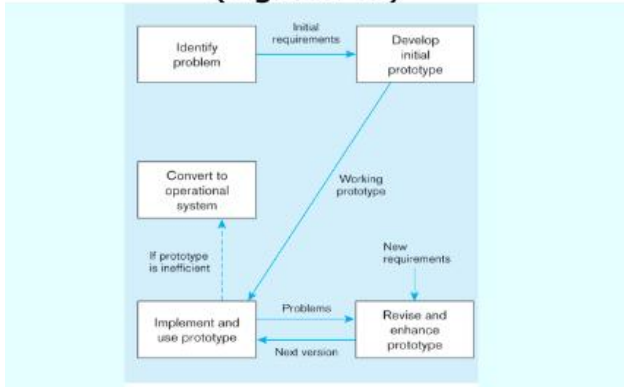 Identify
problem
Initial
requirements
Develop
initial
prototype
Convert to
operational
system
Working
prototype
If prototype
is inefficient
New
requirements
Implement and
use prototype
Problems
Next version
Revise and
enhance
prototype